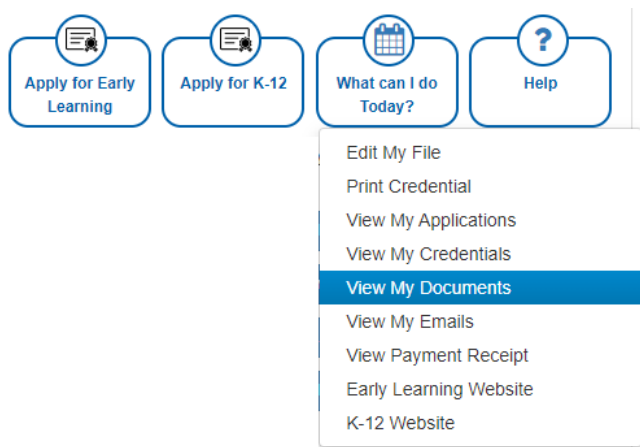 Apply for Early
Learning
Apply for K-12
What can I do
Today?
?
Help
Edit My File
Print Credential
View My Applications
View My Credentials
View My Documents
View My Emails
View Payment Receipt
Early Learning Website
K-12 Website